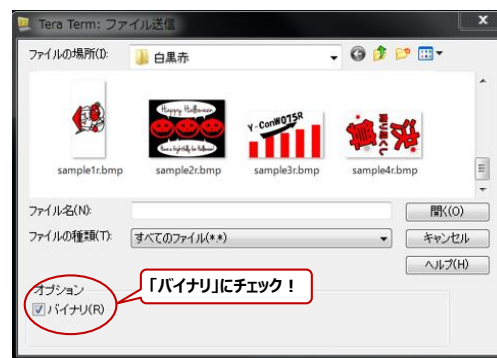 Tera Term: ファイル送信
ファイルの場所(I):
白黒赤
Happy Halloween
Y-ConW075R
sample1r.bmp
sample2r.bmp
sample3r.bmp
sample4r.bmp
ファイル名(N):
開く(O)
ファイルの種類(T):
すべてのファイル(*.*)
キャンセル
ヘルプ(H)
オプション
バイナリ(R)
「バイナリ」にチェック！